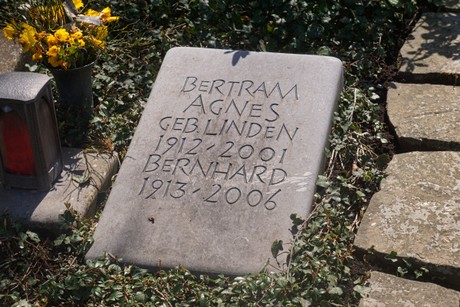 BERTRAM
AGNES
GEB. LINDEN
1912 - 2001
BERNHARD
1913 - 2006